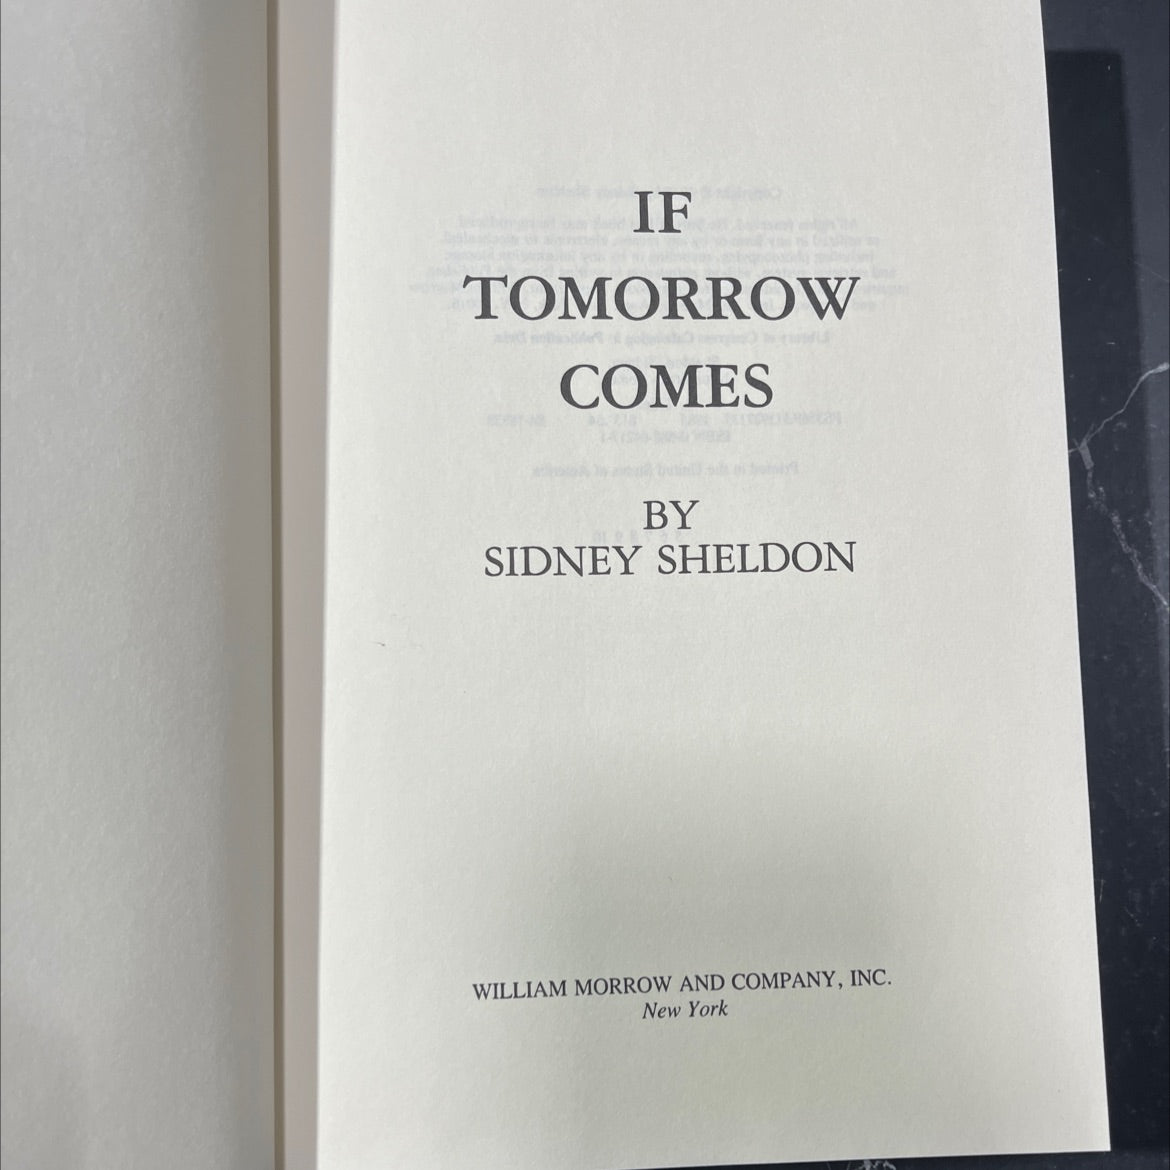 IF
TOMORROW
COMES
BY
SIDNEY SHELDON
WILLIAM MORROW AND COMPANY, INC.
New York